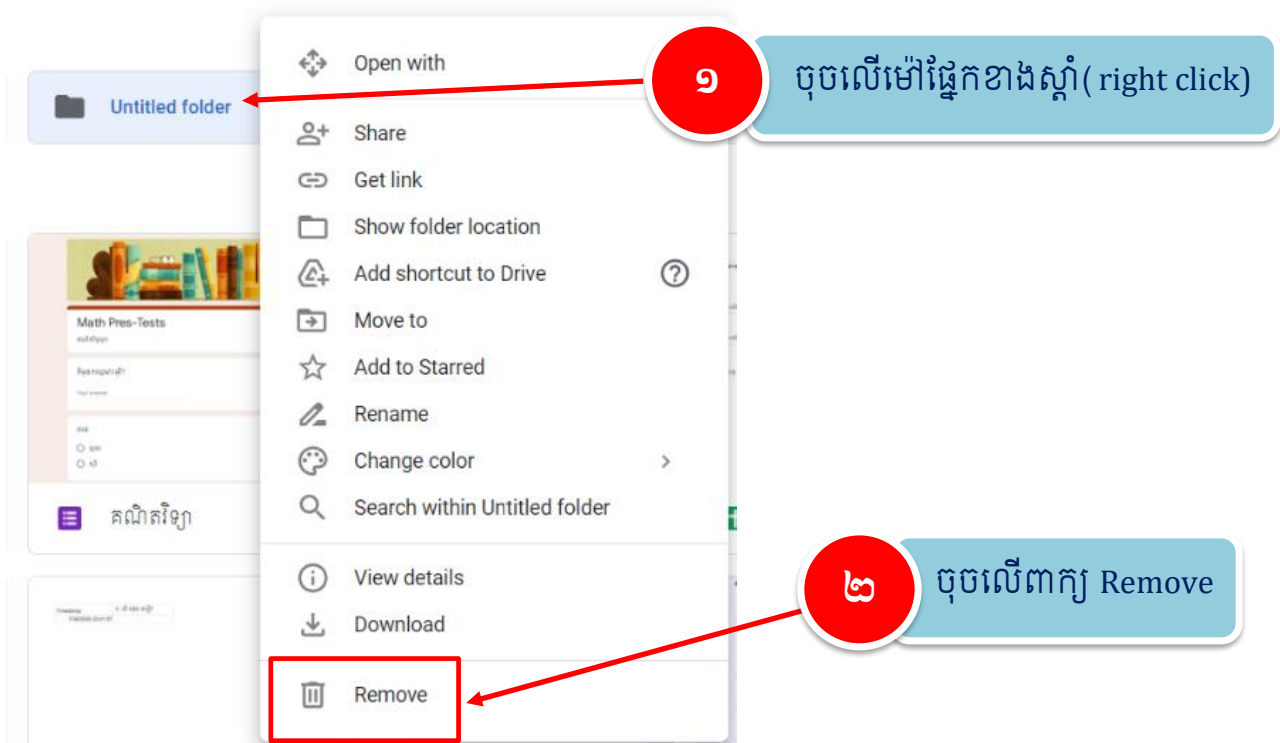 Open with
១
ចុចលើម៉ៅផ្នែកខាងស្តាំ( right click)
Untitled folder
Share
Get link
Show folder location
Add shortcut to Drive
Move to
Math Pres-Tests
Add to Starred
Rename
Change color
Search within Untitled folder
គណិតវិទ្យា
View details
២
ចុចលើពាក្យ Remove
Download
Remove